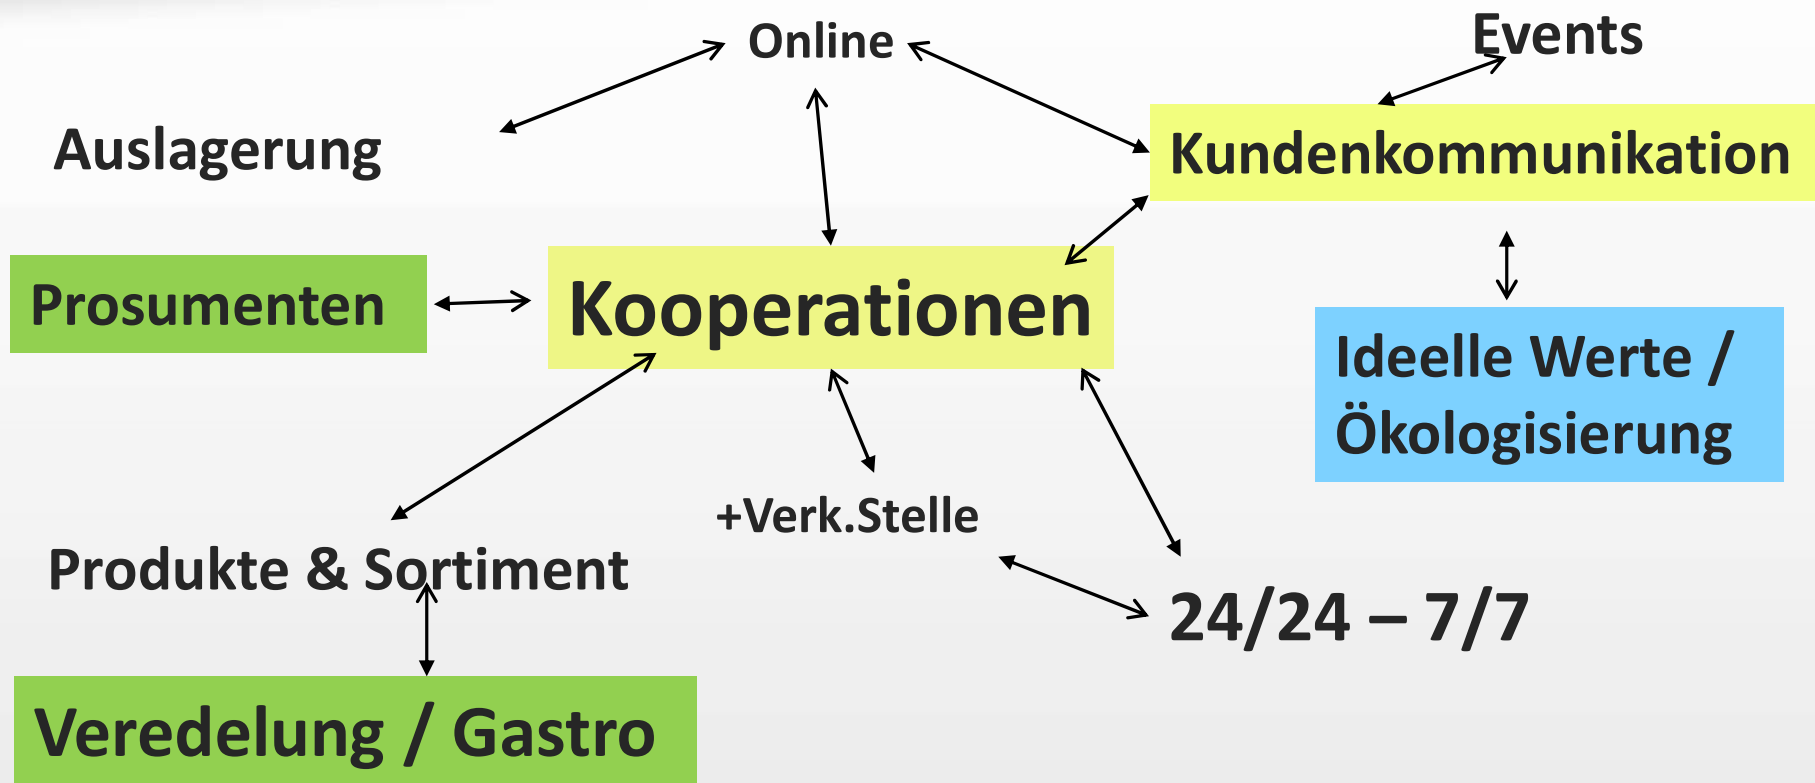 Online
Events
Auslagerung
Kundenkommunikation
Prosumenten
Kooperationen
Ideelle Werte /
Ökologisierung
+Verk.Stelle
Produkte & Sortiment
24/24 – 7/7
Veredelung / Gastro